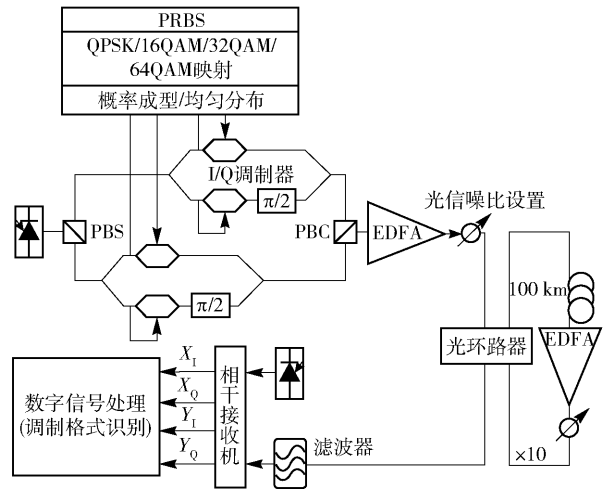 PRBS
QPSK/16QAM/32QAM/
64QAM映射
概率成型/均匀分布
I/Q调制器
π/2
光信噪比设置
PBS
PBC
EDFA
π/2
100 km
光环路器
EDFA
×10
数字信号处理
(调制格式识别)
X_I
X_Q
Y_I
Y_Q
相干接收机
滤波器